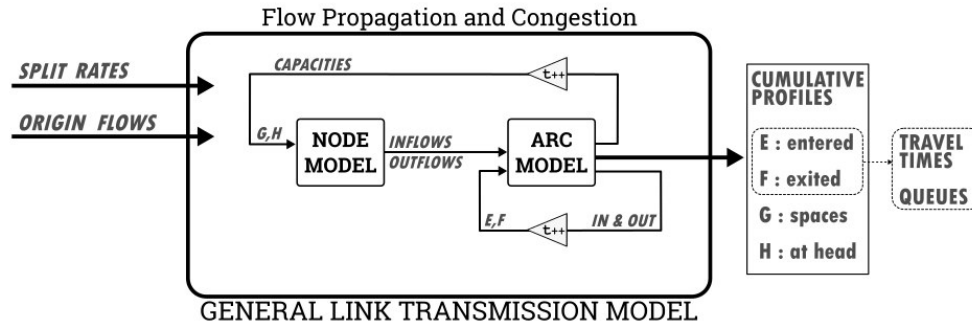 Flow Propagation and Congestion
SPLIT RATES
ORIGIN FLOWS
CAPACITIES
t++
G,H
NODE
MODEL
INFLOWS
OUTFLOWS
ARC
MODEL
E,F
t++
IN & OUT
CUMULATIVE
PROFILES
E : entered
F : exited
G : spaces
H : at head
TRAVEL
TIMES
QUEUES
GENERAL LINK TRANSMISSION MODEL